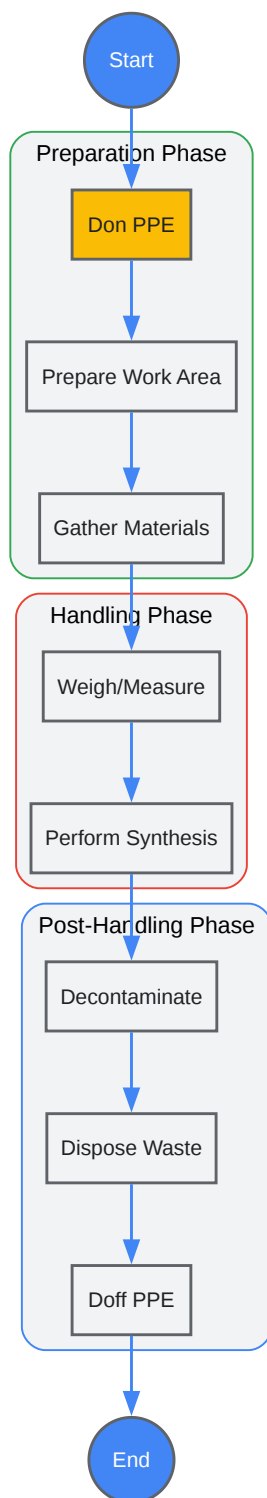 Start
Preparation Phase
Don PPE
Prepare Work Area
Gather Materials
Handling Phase
Weigh/Measure
Perform Synthesis
Post-Handling Phase
Decontaminate
Dispose Waste
Doff PPE
End